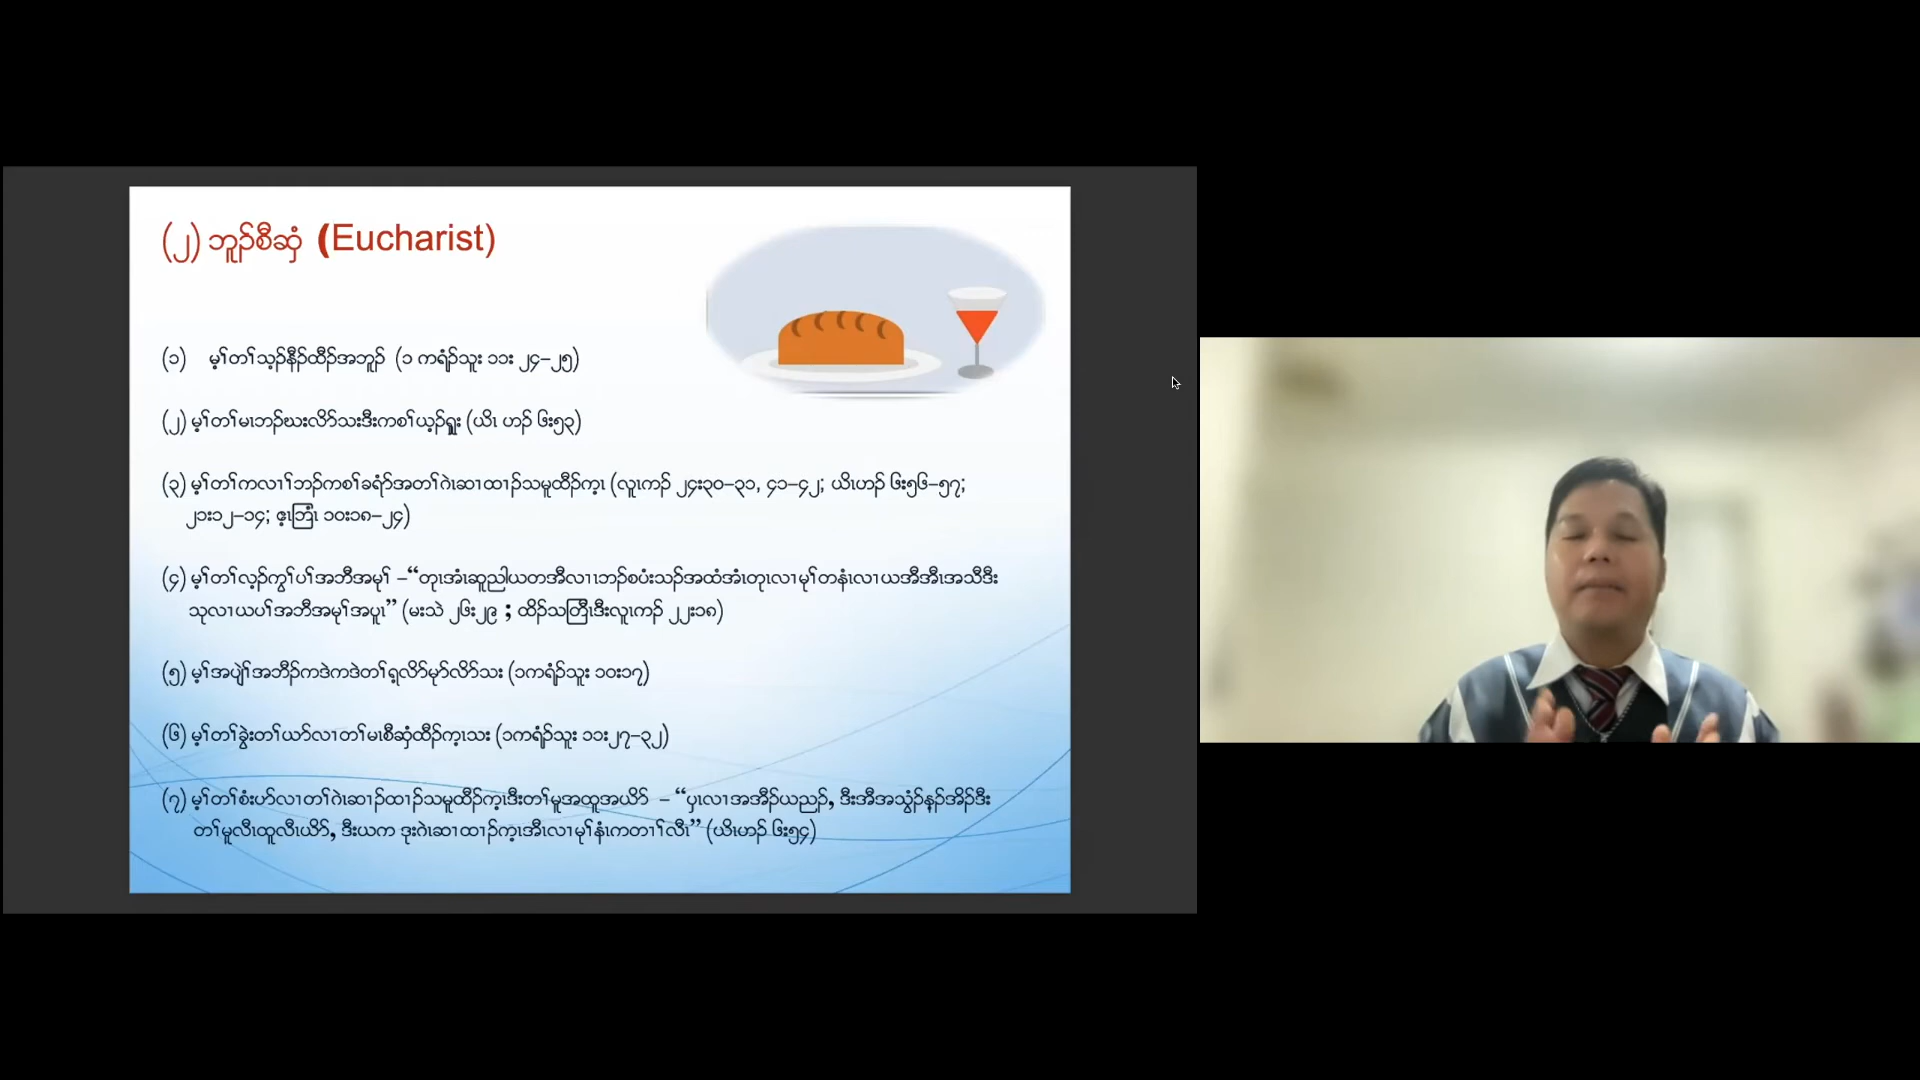 (၂) ဘူၣ်စီဆှံ (Eucharist)
(၁) မ့ၢ်တၢ်သ့ၣ်နီၣ်ထီၣ်အဘူၣ် (၁ ကရံၣ်သူး ၁၁း ၂၄–၂၅)
(၂) မ့ၢ်တၢ်မၤဘၣ်ဃးလိာ်သးဒီးကစၢ်ယ့ၣ်ၡူး (ယိၤ ဟၣ် ၆း၅၃)
(၃) မ့ၢ်တၢ်ကလၢၢ်ဘၣ်ကစၢ်ခရံာ်အတၢ်ဂဲၤဆၢထၢၣ်သမူထီၣ်က့ၤ (လူၤကၣ် ၂၄း၃၀–၃၁, ၄၁–၄၂; ယိၤဟၣ် ၆း၅၆–၅၇;
၂၁း၁၂–၁၄; ဧ့ၤဘြံၤ ၁၀း၁၈–၂၄)
(၄) မ့ၢ်တၢ်လ့ၣ်ကွၢ်ပၢ်အဘီအမုၢ် –“တုၤအံၤဆူညါယတအီလၢၤဘၣ်စပံးသၣ်အထံအံၤတုၤလၢမုၢ်တနံၤလၢယအီအီၤအသီဒီး
သုလၢယပၢ်အဘီအမုၢ်အပူၤ” (မးသဲ ၂၆း၂၉ ; ထိၣ်သတြီၤဒီးလူၤကၣ် ၂၂း၁၈)
(၅) မ့ၢ်အပျဲၢ်အဘီၣ်ကဒဲကဒဲတၢ်ရ့လိာ်မုာ်လိာ်သး (၁ကရံၣ်သူး ၁၀း၁၇)
(၆) မ့ၢ်တၢ်ခွဲးတၢ်ယာ်လၢတၢ်မၤစီဆှံထီၣ်က့ၤသး (၁ကရံၣ်သူး ၁၁း၂၇–၃၂)
(၇) မ့ၢ်တၢ်စံးဟ်လၢတၢ်ဂဲၤဆၢၣ်ထၢၣ်သမူထီၣ်က့ၤဒီးတၢ်မူအထူအယိာ် – “ပှၤလၢအအီၣ်ယညၣ်, ဒီးအီအသွံၣ်န့ၣ်အိၣ်ဒီး
တၢ်မူလီၤထူလီၤယိာ်, ဒီးယက ဒုးဂဲၤဆၢထၢၣ်က့ၤအီၤလၢမုၢ်နံၤကတၢၢ်လီၤ” (ယိၤဟၣ် ၆း၅၄)